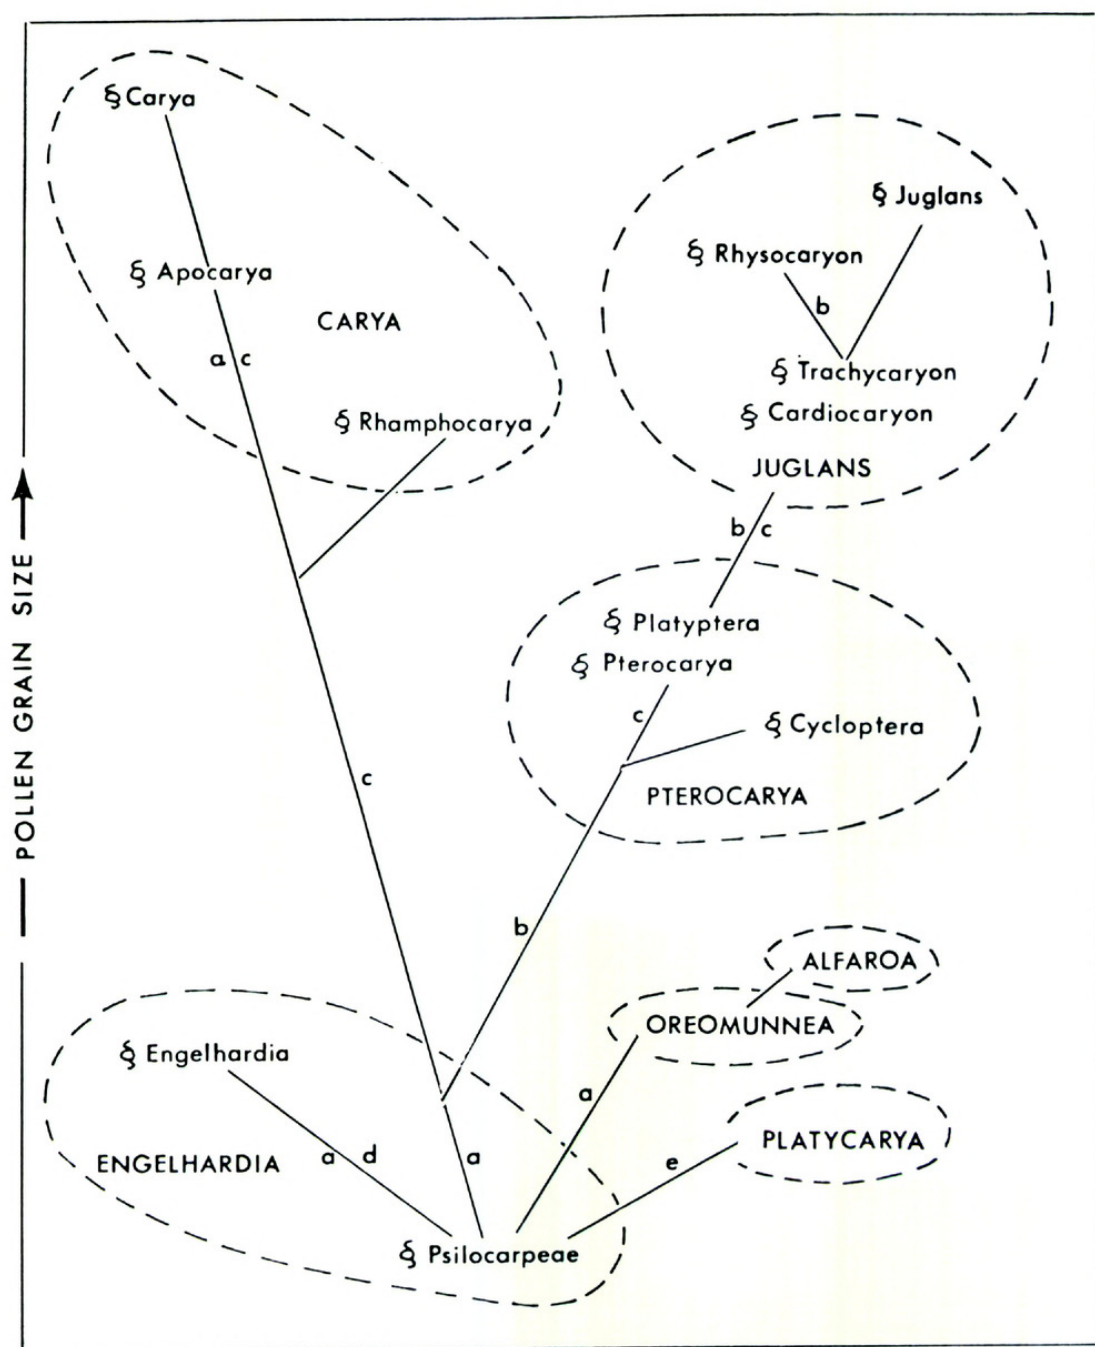 § Carya
§ Juglans
§ Rhysocaryon
§ Apocarya
b
CARYA
a c
§ Trachycaryon
§ Cardiocaryon
§ Rhamphocarya
JUGLANS
b c
POLLEN GRAIN SIZE
§ Platyptera
§ Pterocarya
c
§ Cycloptera
c
PTEROCARYA
b
ALFAROA
OREOMUNNEA
§ Engelhardia
a
PLATYCARYA
ENGELHARDIA
a d
a
e
§ Psilocarpeae